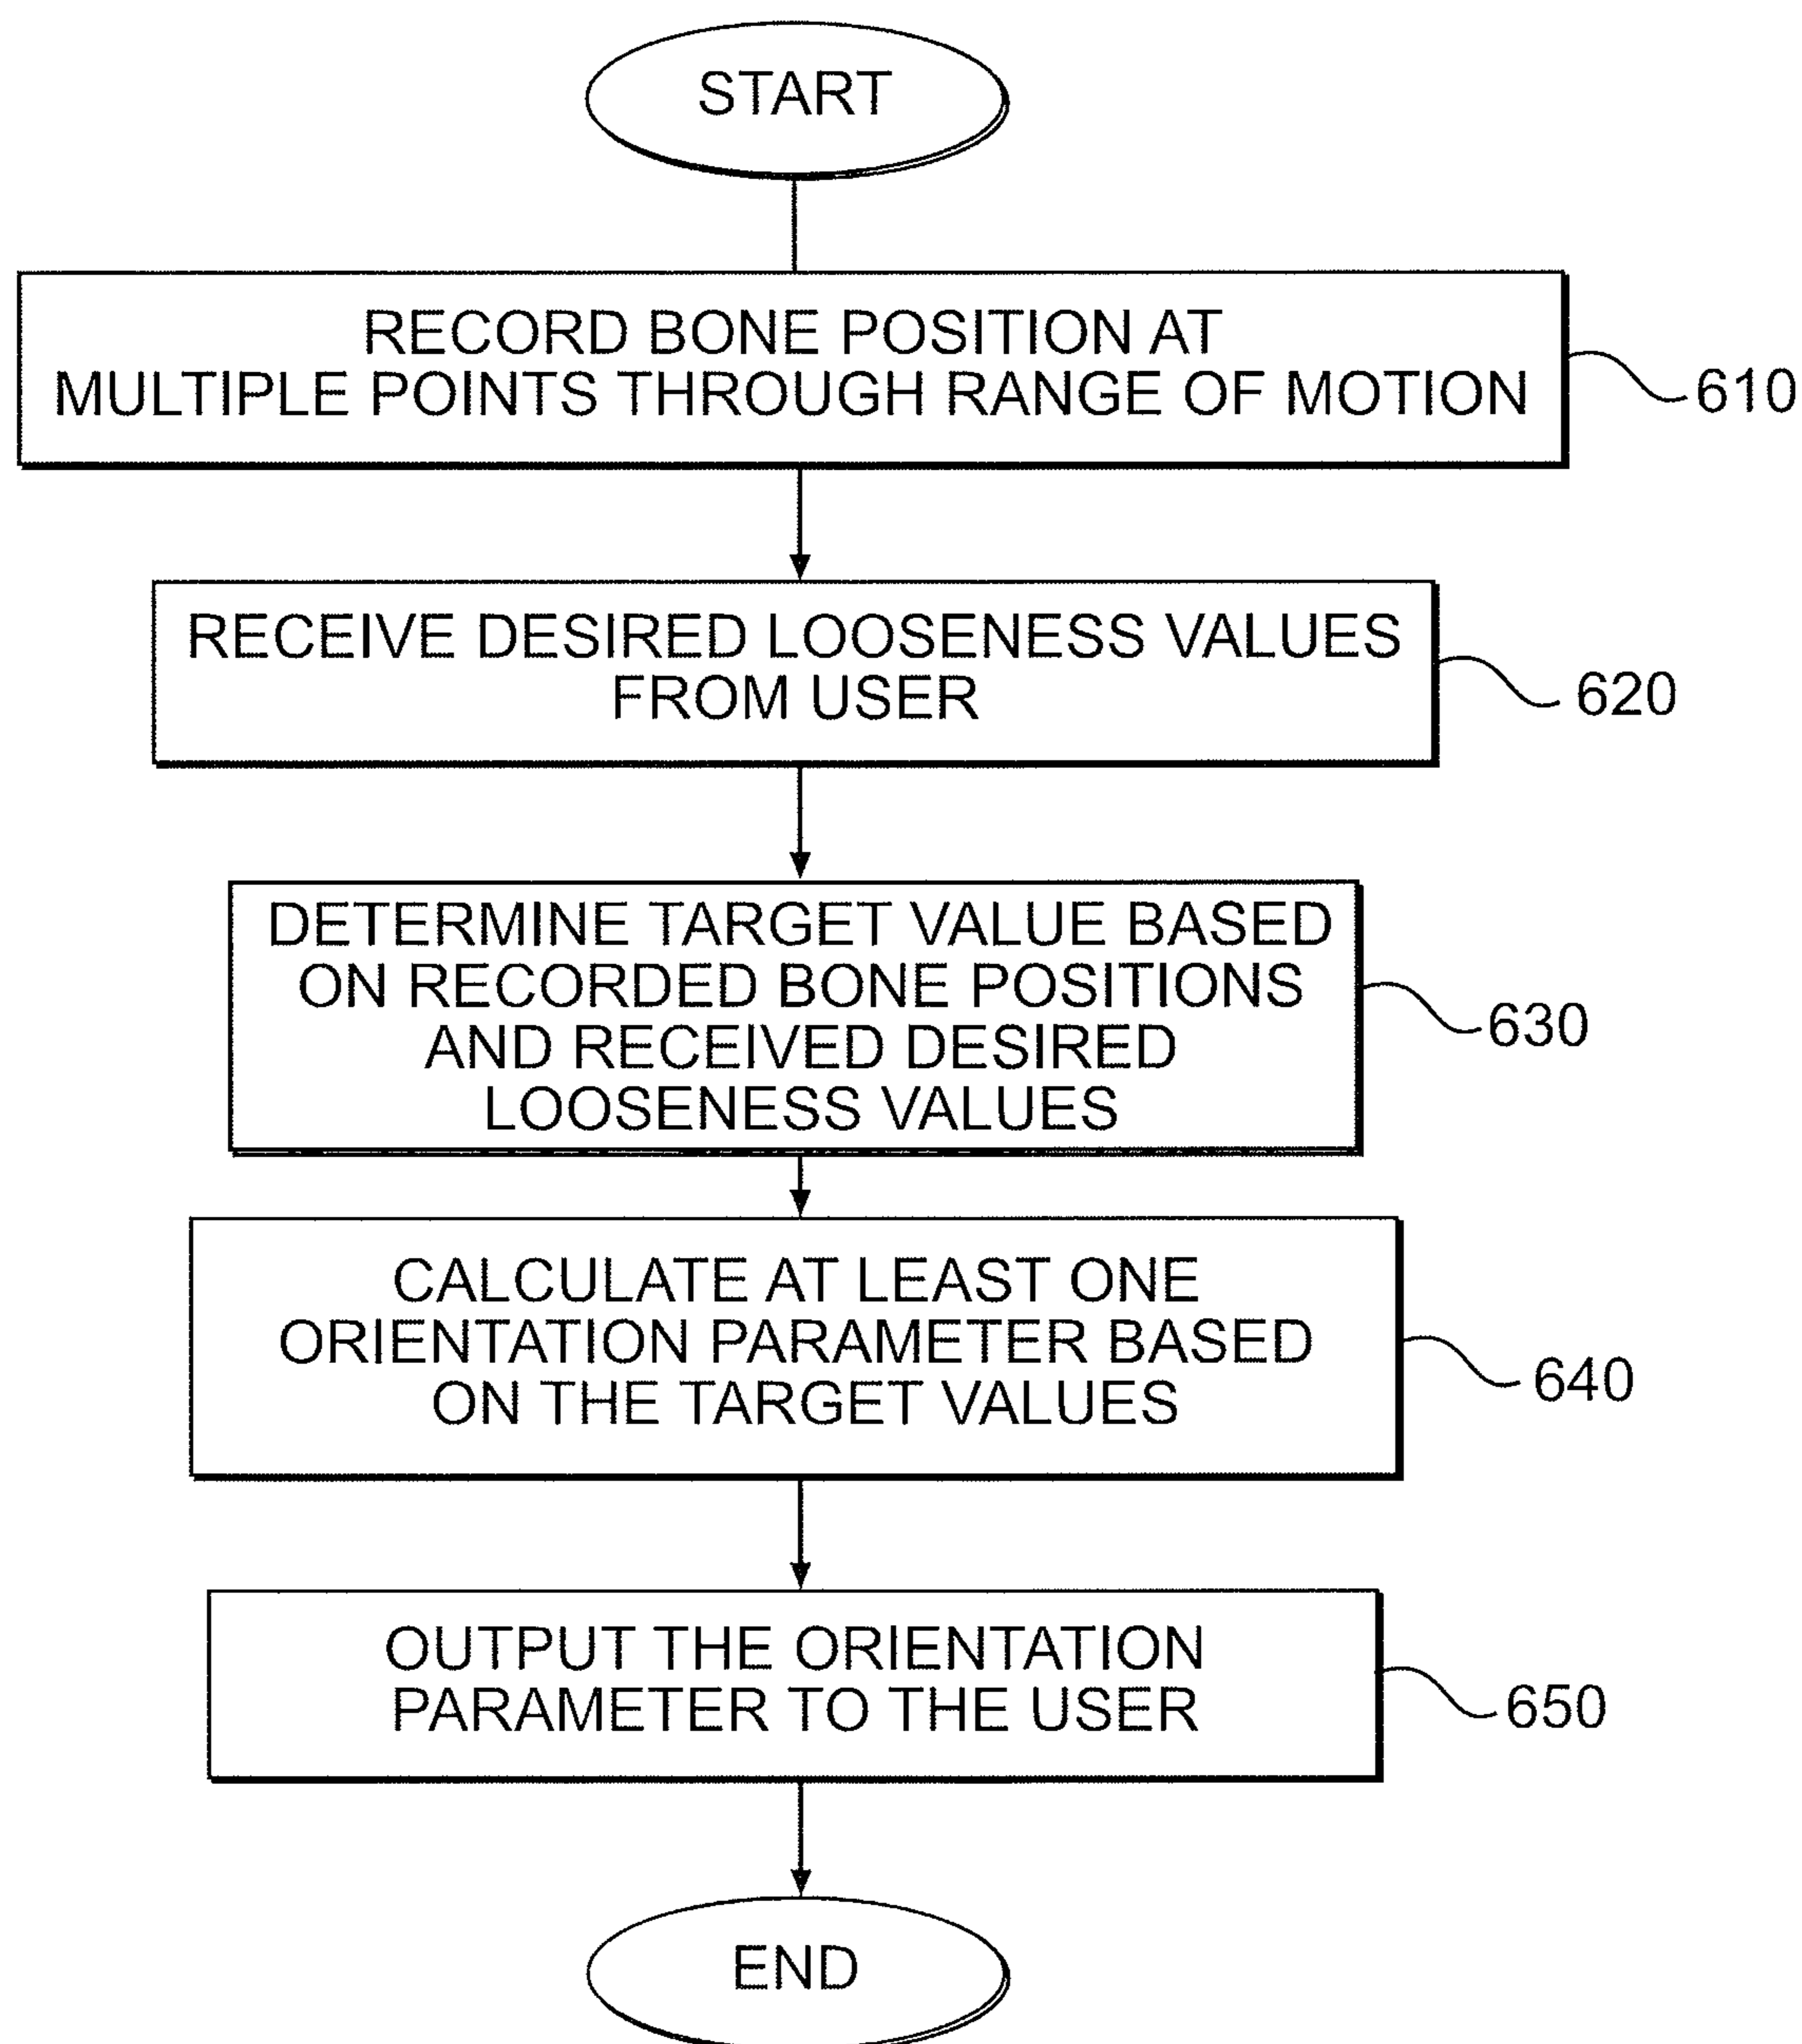 START
RECORD BONE POSITION AT
MULTIPLE POINTS THROUGH RANGE OF MOTION
610
RECEIVE DESIRED LOOSENESS VALUES
FROM USER
620
DETERMINE TARGET VALUE BASED
ON RECORDED BONE POSITIONS
AND RECEIVED DESIRED
LOOSENESS VALUES
630
CALCULATE AT LEAST ONE
ORIENTATION PARAMETER BASED
ON THE TARGET VALUES
640
OUTPUT THE ORIENTATION
PARAMETER TO THE USER
650
END